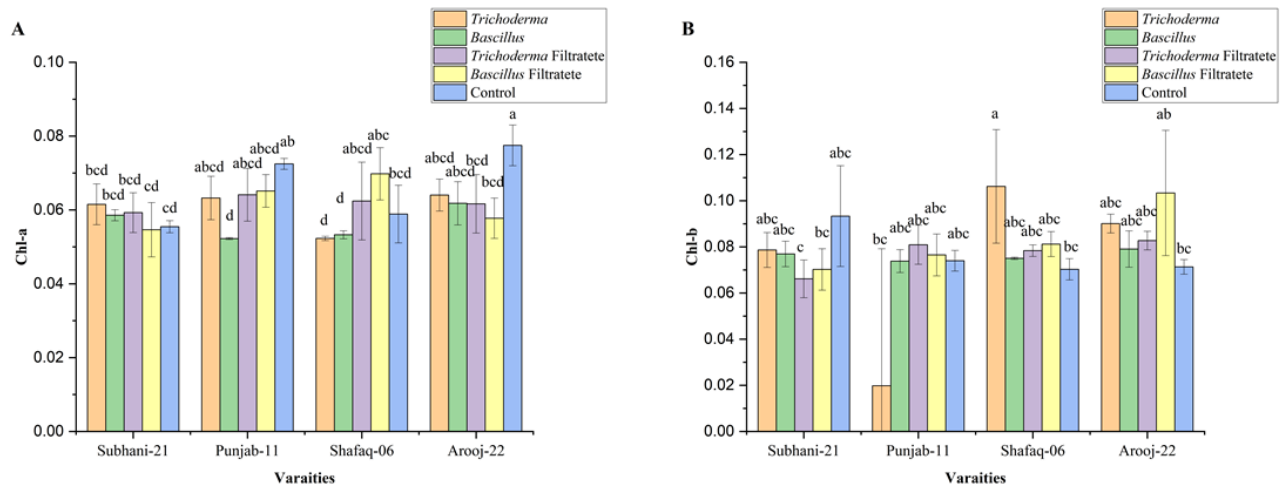 A
Trichoderma
Bascillus
Trichoderma Filtratete
Bascillus Filtratete
Control
0.10
0.08
0.06
0.04
0.02
0.00
Chl-a
bcd
bcd
bcd
cd
cd
abcd
d
abcd
abcd
ab
d
d
abcd
abc
bcd
abcd
abcd
bcd
bcd
a
Subhani-21
Punjab-11
Shafaq-06
Arooj-22
Varaities
B
Trichoderma
Bascillus
Trichoderma Filtratete
Bascillus Filtratete
Control
0.16
0.14
0.12
0.10
0.08
0.06
0.04
0.02
0.00
Chl-b
abc
abc
c
bc
abc
bc
abc
abc
abc
abc
a
abc
abc
abc
bc
abc
abc
abc
ab
bc
Subhani-21
Punjab-11
Shafaq-06
Arooj-22
Varaities